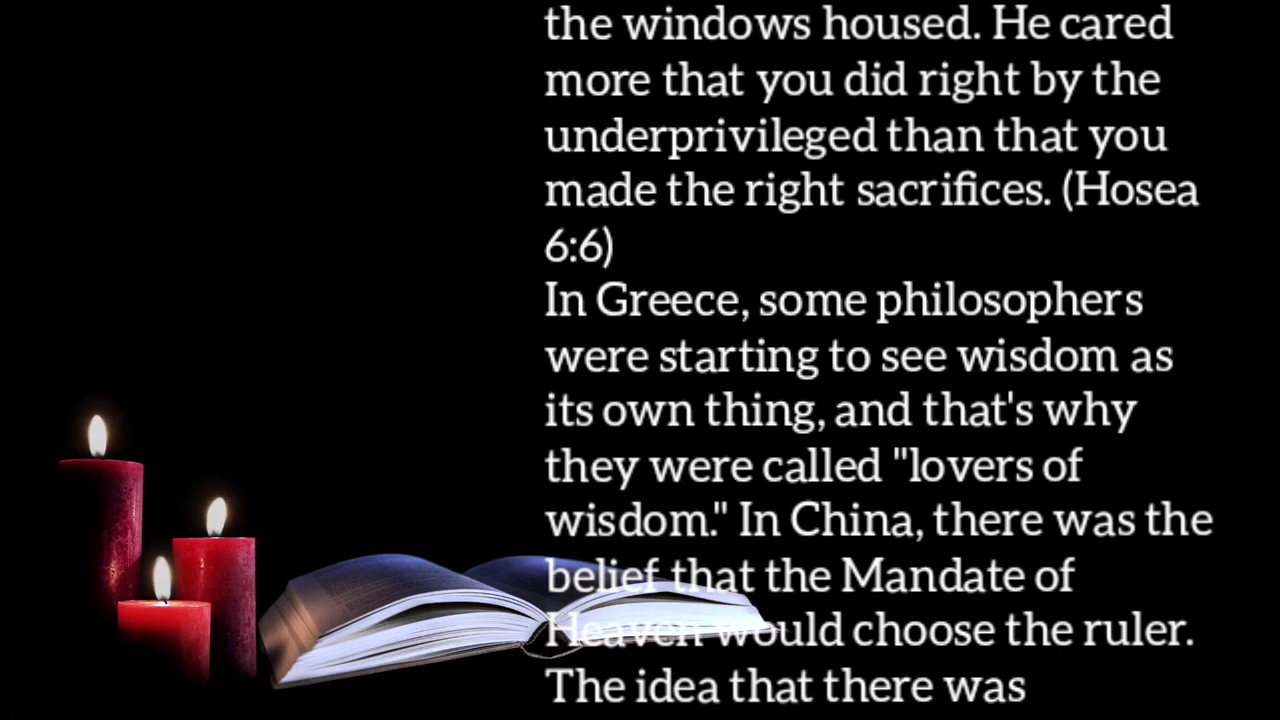 the windows housed. He cared
more that you did right by the
underprivileged than that you
made the right sacrifices. (Hosea
6:6)
In Greece, some philosophers
were starting to see wisdom as
its own thing, and that's why
they were called "lovers of
wisdom." In China, there was the
belief that the Mandate of
Heaven would choose the ruler.
The idea that there was